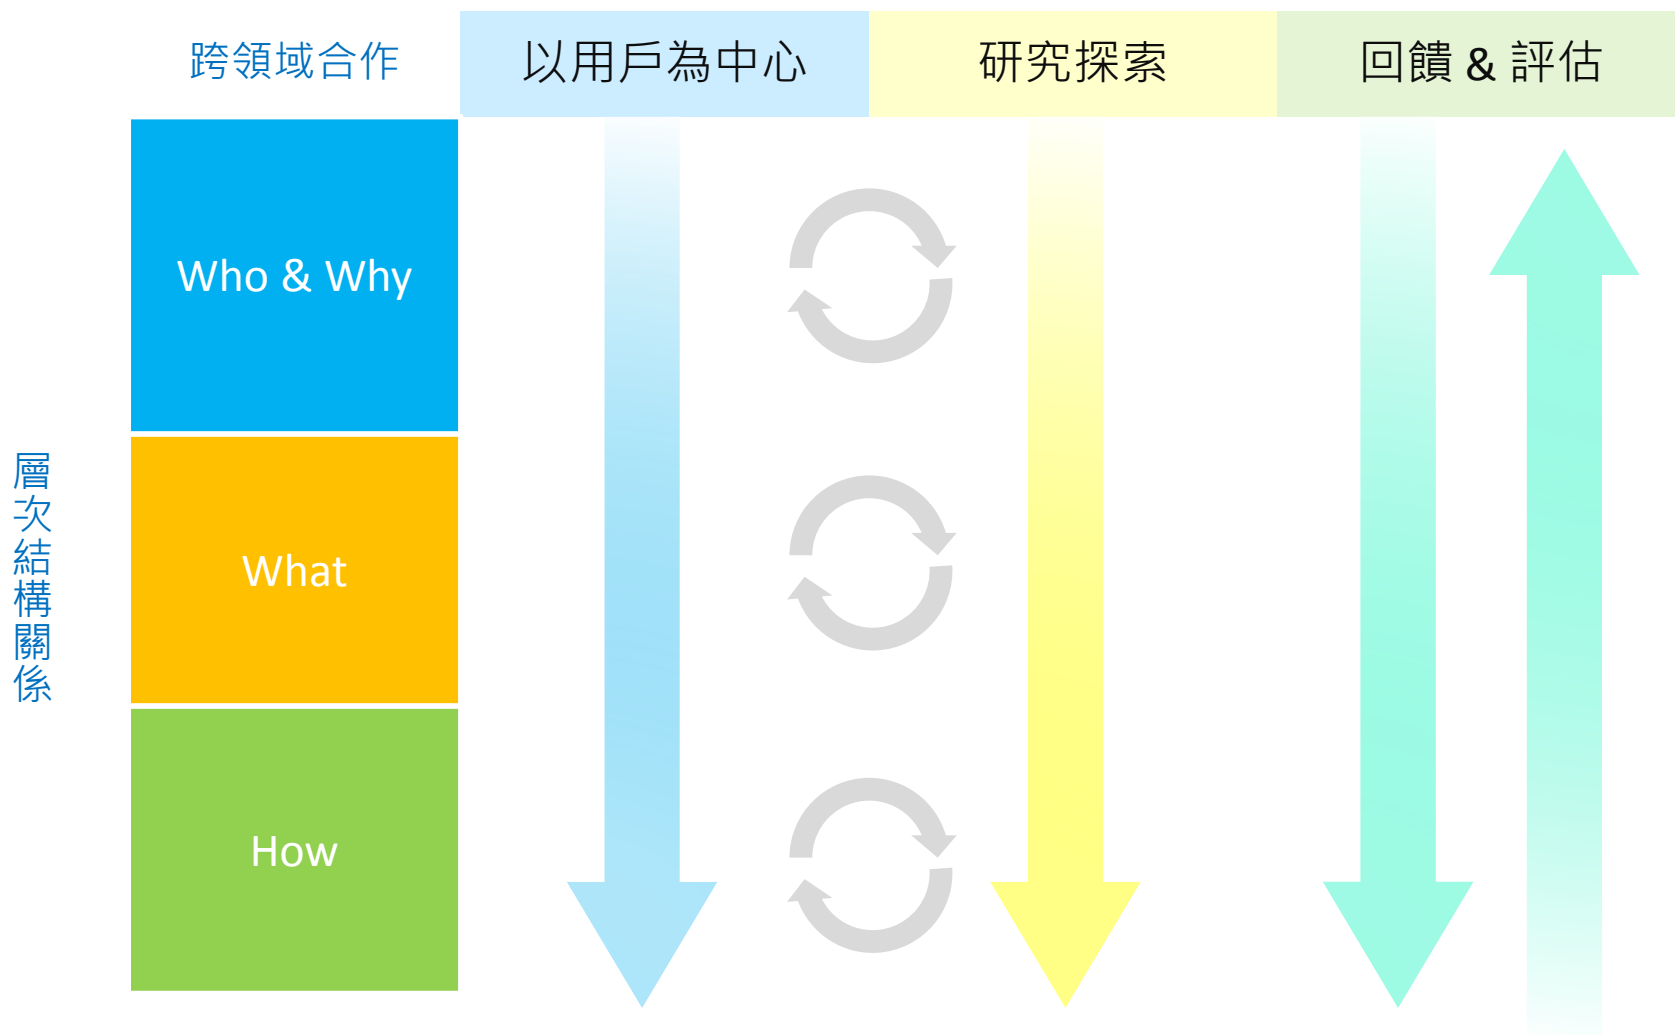 跨領域合作
以用戶為中心
研究探索
回饋 & 評估
層次結構關係
Who & Why
What
How